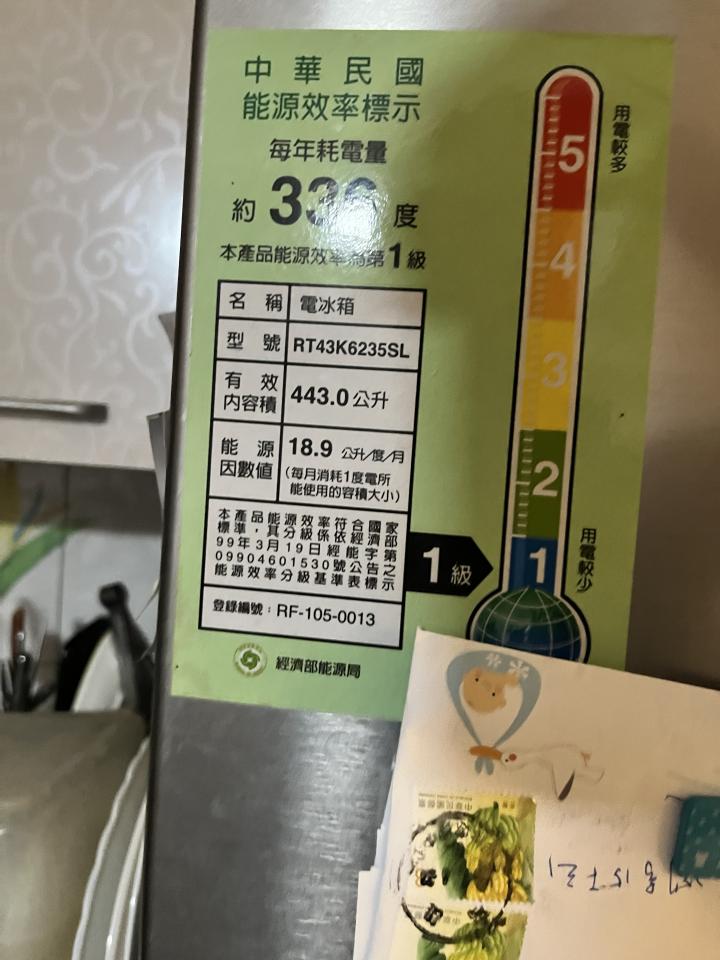 中華民國
能源效率標示
每年耗電量
約 度
本產品能源效率為第1級
名稱 電冰箱
型號 RT43K6235SL
有效
內容積 443.0公升
能源
因數值 18.9 公升/度/月
(每月消耗1度電所
能使用的容積大小)
本產品能源效率符合國家
標準,其分級係依經濟部
99年3月19日經能字第
09904601530號公告之
能源效率分級基準表標示
登錄編號:RF-105-0013
經濟部能源局
用電較多
5
4
3
2
1
1級
用電較少
中華民國郵票